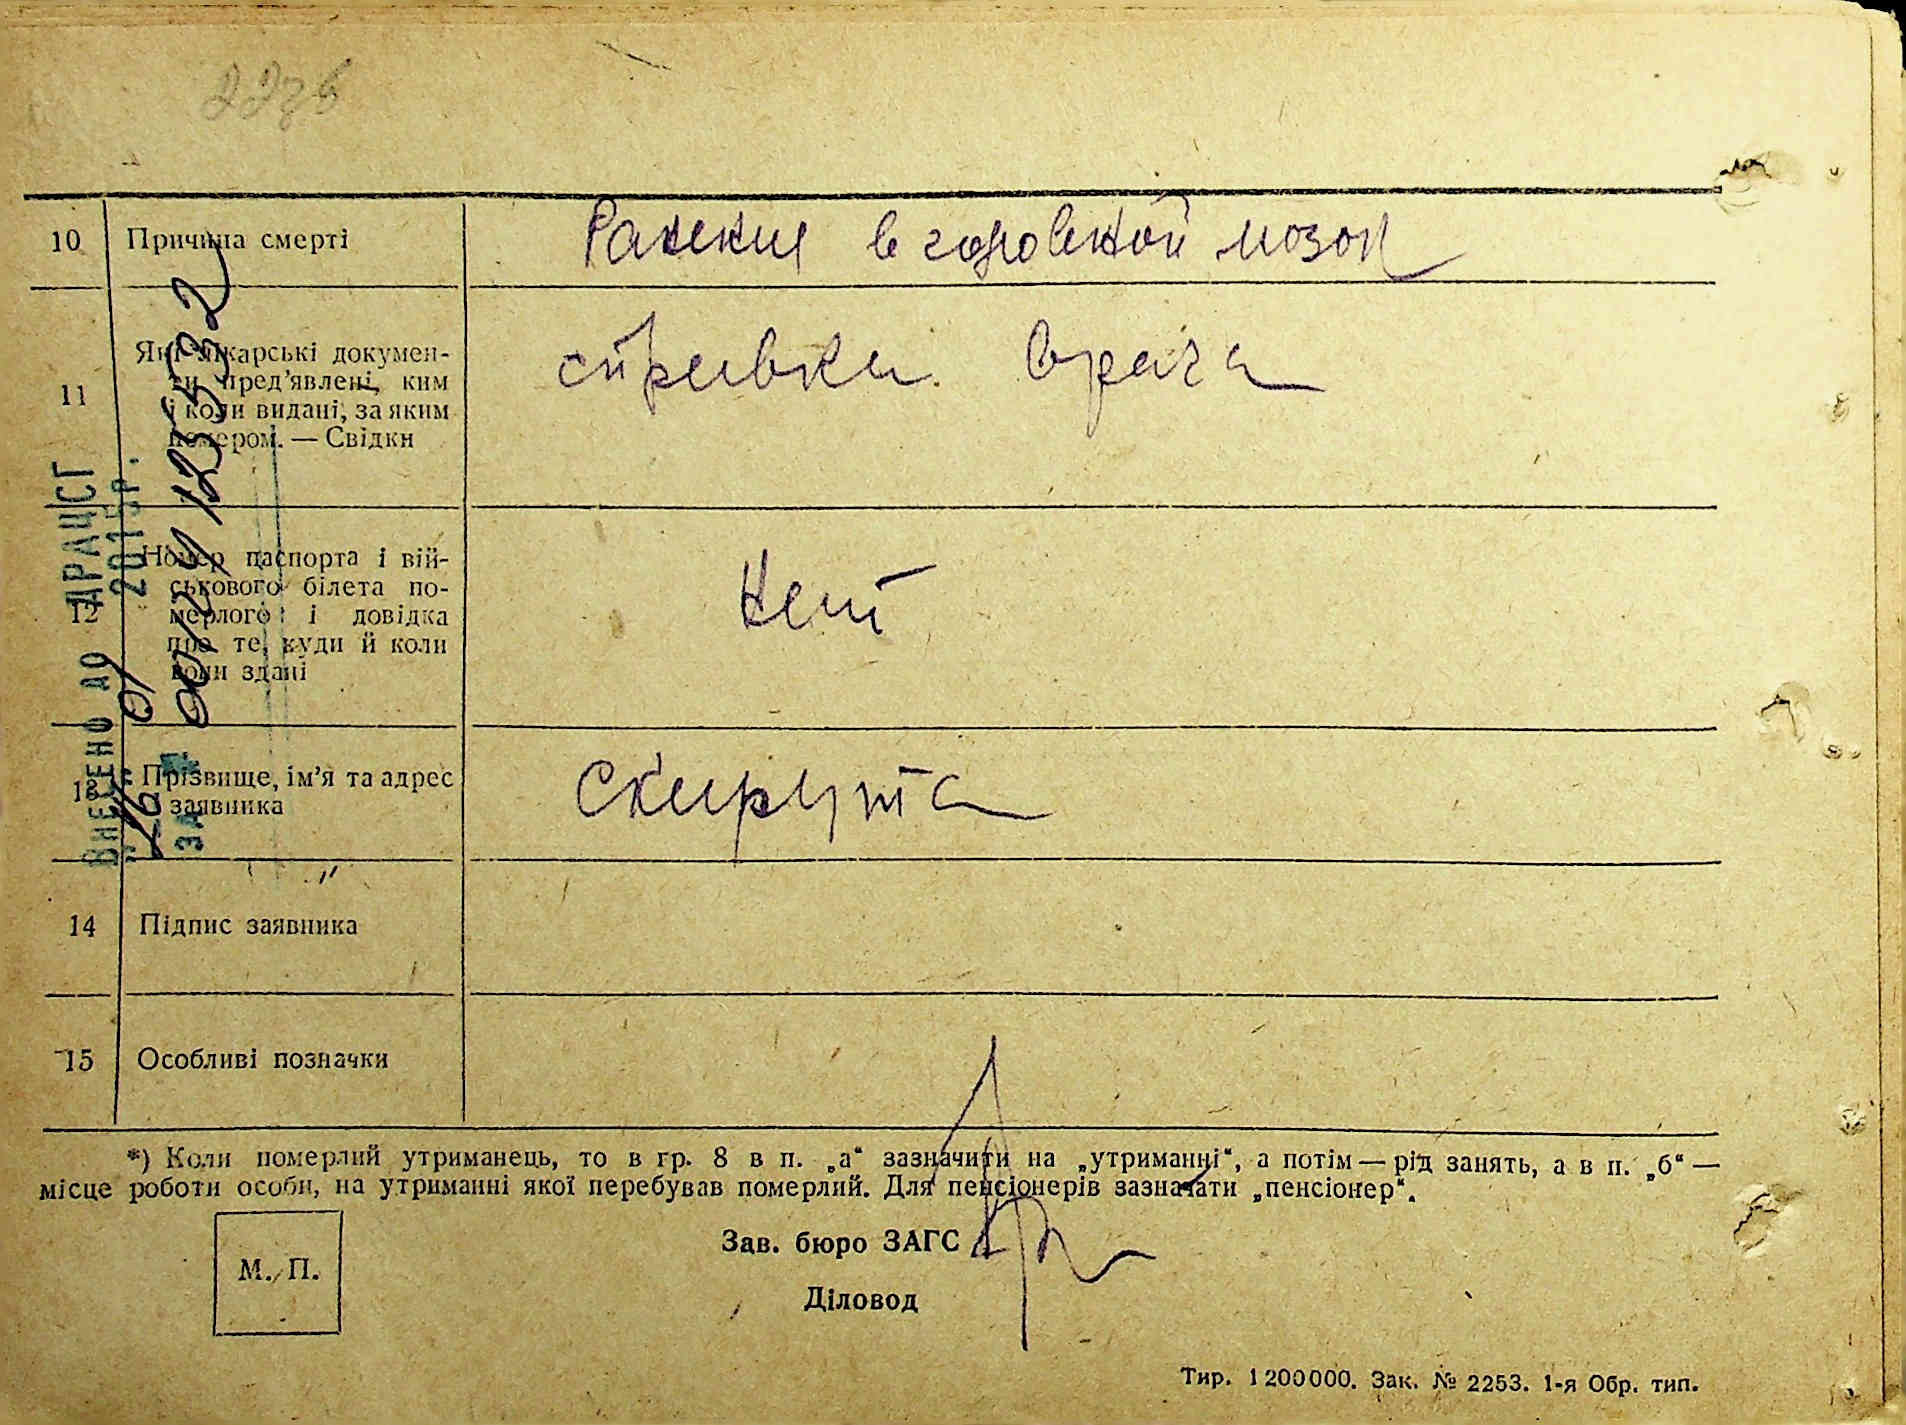 10 Причина смерті Ранение в головной мозок
11 Які лікарські докумен-
ти пред'явлені, ким
і коли видані, за яким
номером. — Свідки
справка врача
12 Номер паспорта і вій-
ськового білета по-
мерлого і довідка
про те, куди й коли
вони здані
Нет
13 Прізвище, ім'я та адрес
заявника
Скирута
14 Підпис заявника
15 Особливі позначки
*) Коли померлий утриманець, то в гр. 8 в п. „а“ зазначити на „утриманні“, а потім — рід занять, а в п. „б“ —
місце роботи особи, на утриманні якої перебував померлий. Для пенсіонерів зазначати „пенсіонер“.
М. П.
Зав. бюро ЗАГС
Діловод
Тир. 1200000. Зак. № 2253. 1-я Обр. тип.
ВНЕСЕНО ДО ДРАЦСГ
„16“ 01 2015р.
ЗА